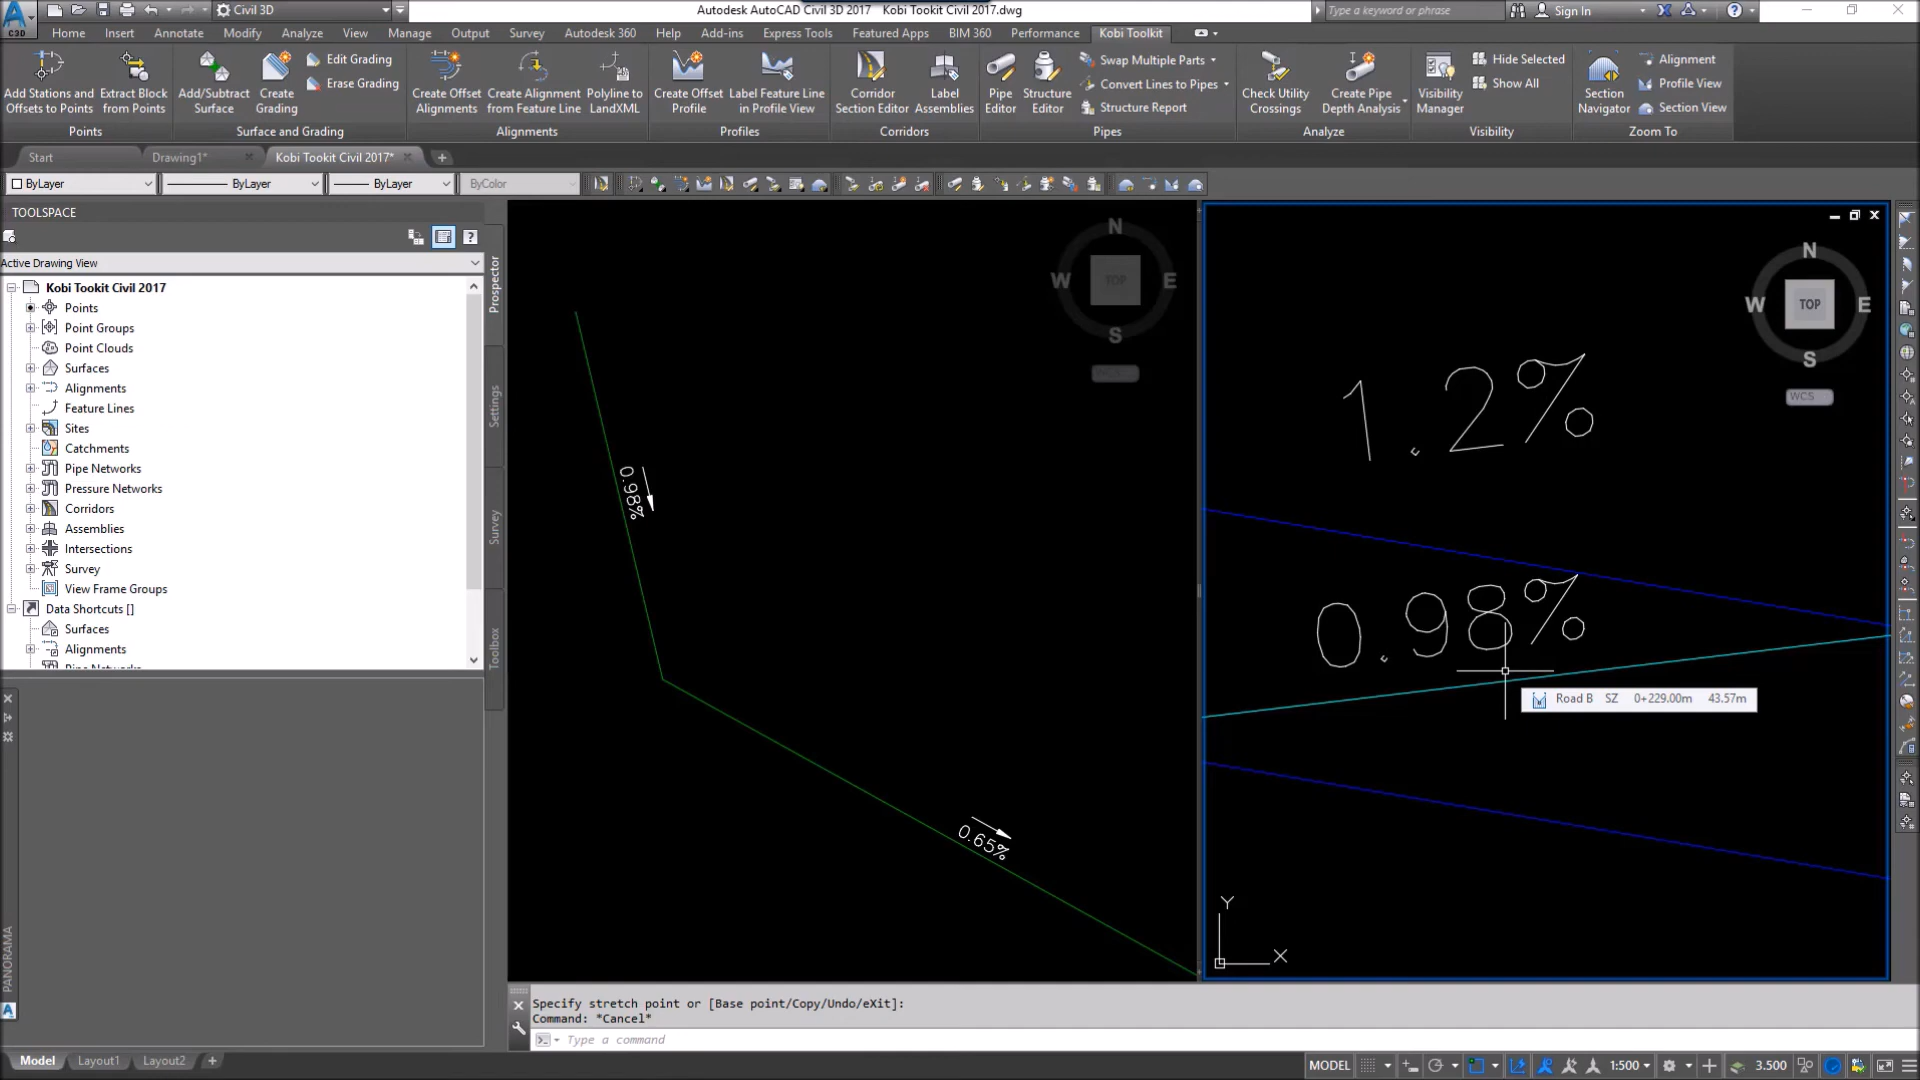 C3D
Civil 3D
Autodesk AutoCAD Civil 3D 2017 Kobi Tookit Civil 2017.dwg
Type a keyword or phrase
Sign In
Home Insert Annotate Modify Analyze View Manage Output Survey Autodesk 360 Help Add-ins Express Tools Featured Apps BIM 360 Performance Kobi Toolkit
Add Stations and Offsets to Points
Extract Block from Points
Points
Add/Subtract Surface
Create Grading
Edit Grading
Erase Grading
Surface and Grading
Create Offset Alignments
Create Alignment from Feature Line
Polyline to LandXML
Alignments
Create Offset Profile
Label Feature Line in Profile View
Profiles
Corridor Section Editor
Label Assemblies
Corridors
Pipe Editor
Structure Editor
Swap Multiple Parts
Convert Lines to Pipes
Structure Report
Pipes
Check Utility Crossings
Create Pipe Depth Analysis
Analyze
Visibility Manager
Hide Selected
Show All
Visibility
Section Navigator
Alignment
Profile View
Section View
Zoom To
Start Drawing1* Kobi Tookit Civil 2017*
ByLayer ByLayer ByLayer ByColor
TOOLSPACE
Active Drawing View
Kobi Tookit Civil 2017
Points
Point Groups
Point Clouds
Surfaces
Alignments
Feature Lines
Sites
Catchments
Pipe Networks
Pressure Networks
Corridors
Assemblies
Intersections
Survey
View Frame Groups
Data Shortcuts []
Surfaces
Alignments
Prospector
Settings
Survey
Toolbox
PANORAMA
N
W TOP E
S
0.98%
0.65%
N
W TOP E
S
WCS
1.2%
0.98%
Road B SZ 0+229.00m 43.57m
Y
X
Specify stretch point or [Base point/Copy/Undo/eXit]:
Command: *Cancel*
Type a command
Model Layout1 Layout2
MODEL 1:500 3.500